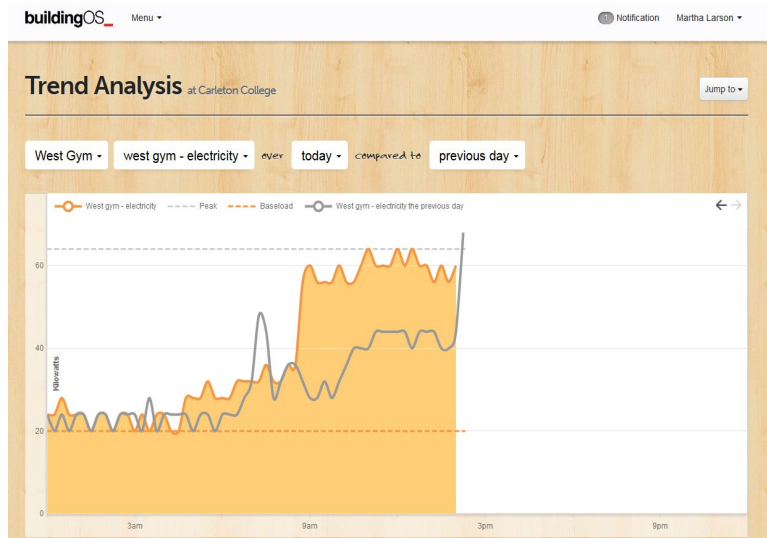 buildingOS_ Menu 1 Notification Martha Larson
Trend Analysis at Carleton College Jump to
West Gym west gym - electricity over today compared to previous day
West gym - electricity Peak Baseload West gym - electricity the previous day
60
40
Kilowatts
20
0
3am 9am 3pm 9pm